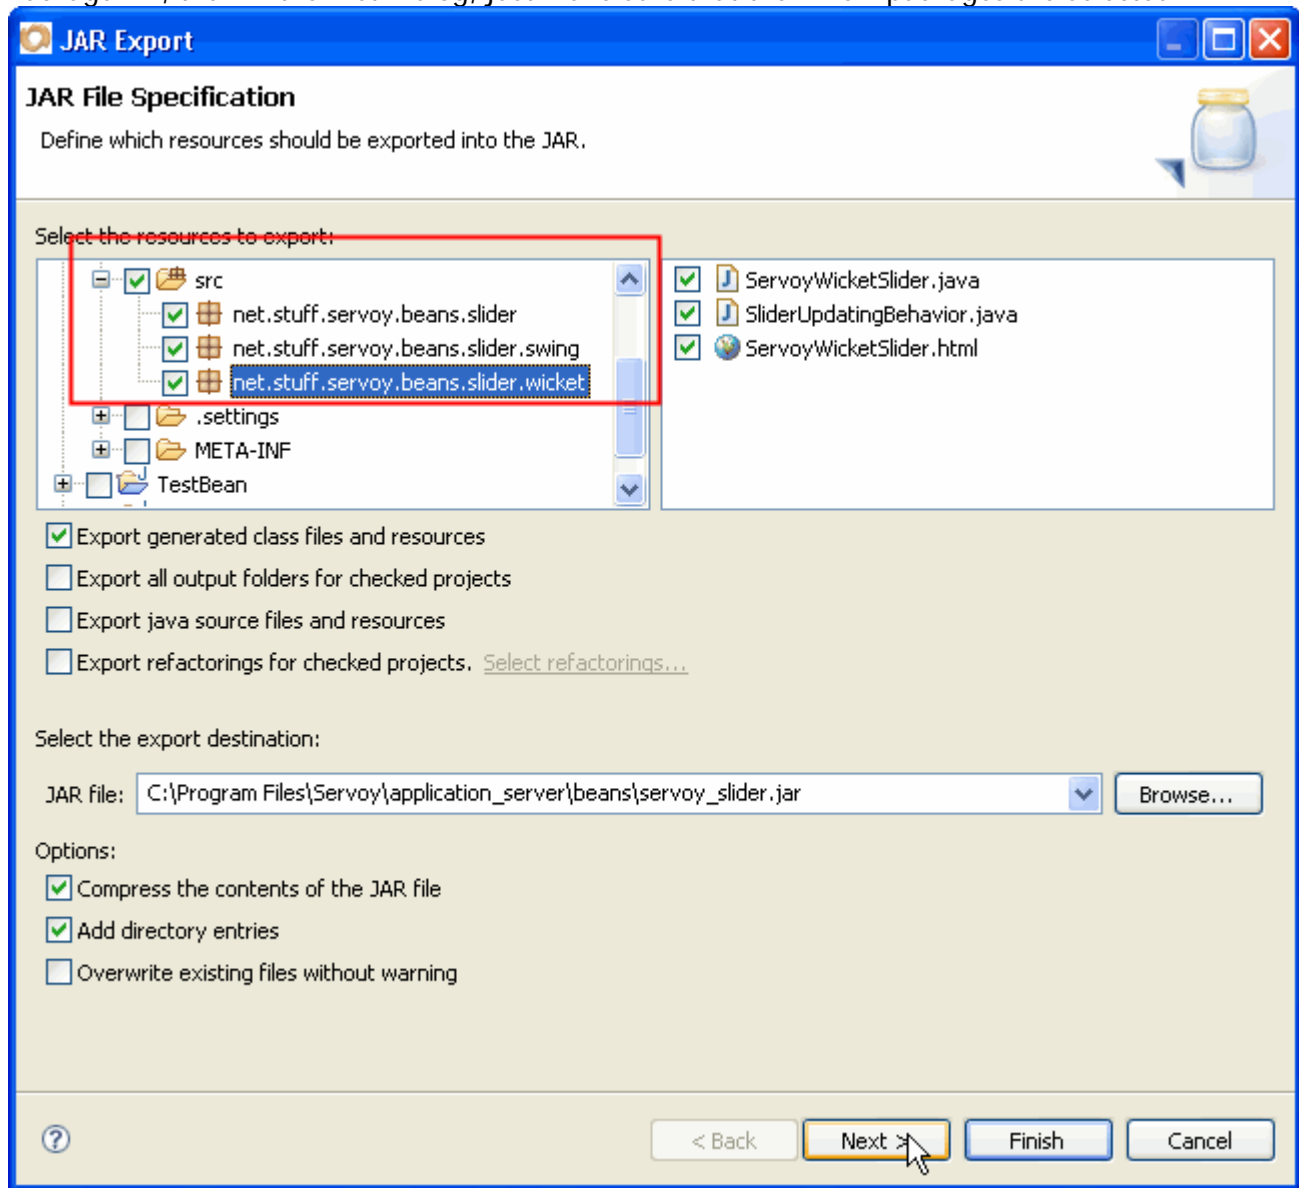 JAR Export
JAR File Specification
Define which resources should be exported into the JAR.
Select the resources to export:
src
net.stuff.servoy.beans.slider
net.stuff.servoy.beans.slider.swing
net.stuff.servoy.beans.slider.wicket
.settings
META-INF
TestBean
ServoyWicketSlider.java
SliderUpdatingBehavior.java
ServoyWicketSlider.html
Export generated class files and resources
Export all output folders for checked projects
Export java source files and resources
Export refactorings for checked projects. Select refactorings...
Select the export destination:
JAR file: C:\Program Files\Servoy\application_server\beans\servoy_slider.jar Browse...
Options:
Compress the contents of the JAR file
Add directory entries
Overwrite existing files without warning
? < Back Next > Finish Cancel